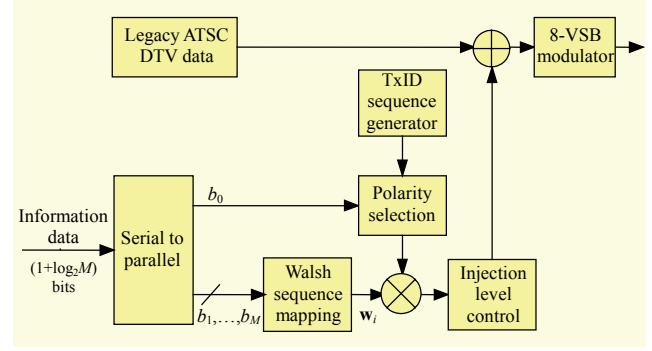 Legacy ATSC
DTV data
8-VSB
modulator
TxID
sequence
generator
b₀
Polarity
selection
Information
data
(1+log₂M)
bits
Serial to
parallel
b₁,…,b_M
Walsh
sequence
mapping
wᵢ
Injection
level
control